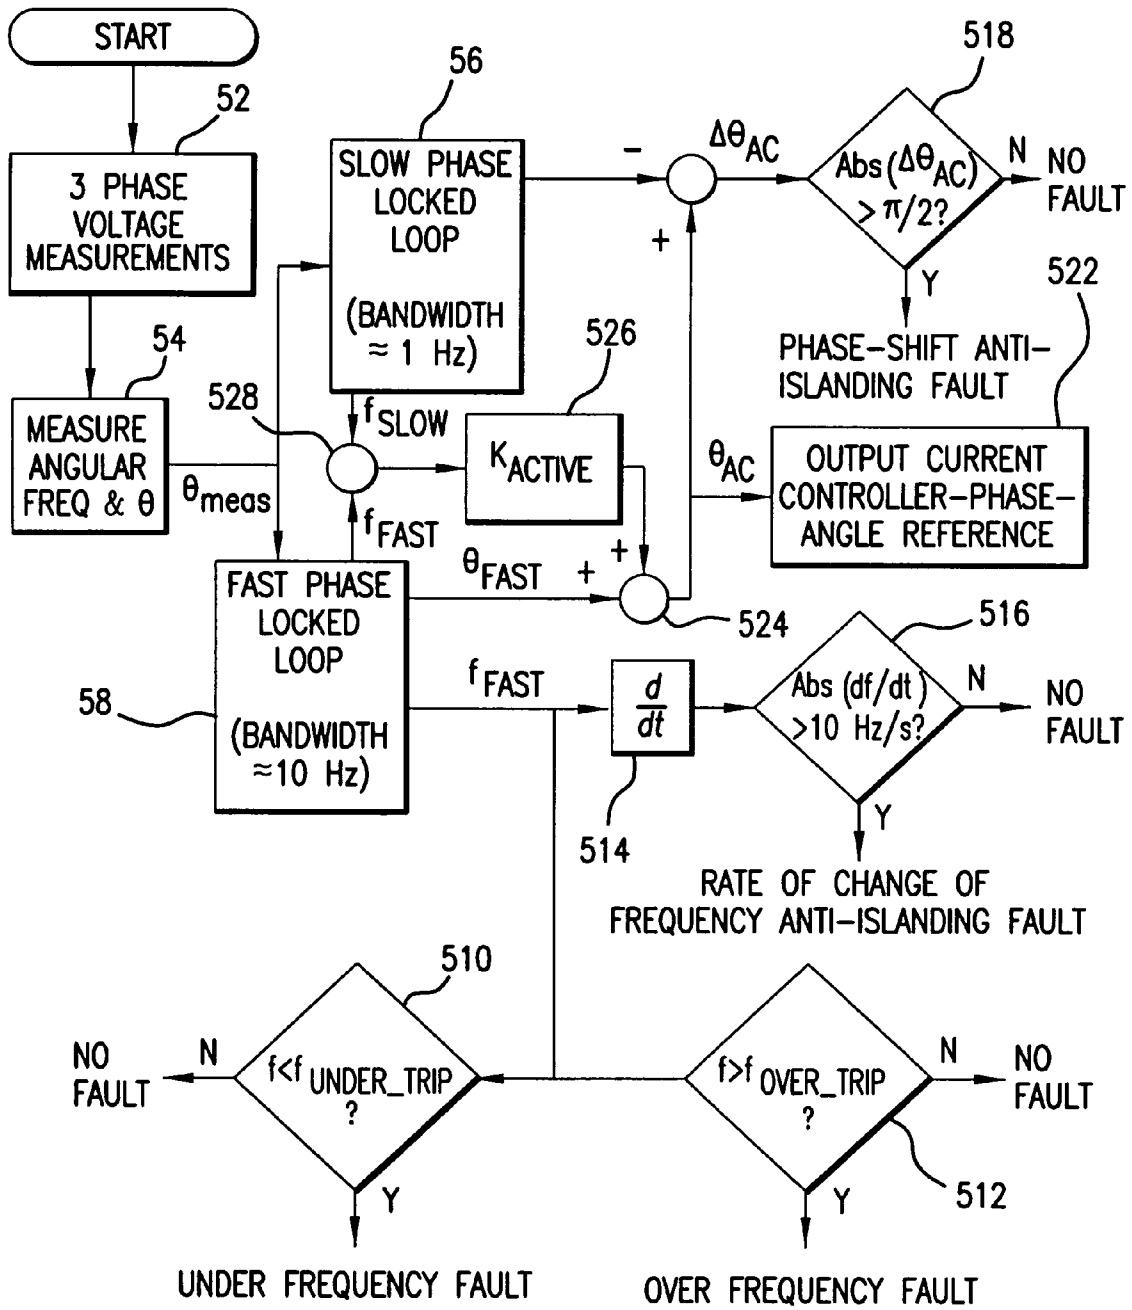 START
52
3 PHASE
VOLTAGE
MEASUREMENTS
54
MEASURE
ANGULAR
FREQ & θ
θmeas
56
SLOW PHASE
LOCKED
LOOP
(BANDWIDTH
≈ 1 Hz)
528
fSLOW
fFAST
526
KACTIVE
58
FAST PHASE
LOCKED
LOOP
(BANDWIDTH
≈10 Hz)
θFAST
+
+
524
−
+
ΔθAC
518
Abs(ΔθAC)
>π/2?
N
NO
FAULT
Y
PHASE–SHIFT ANTI–
ISLANDING FAULT
522
θAC
OUTPUT CURRENT
CONTROLLER–PHASE–
ANGLE REFERENCE
fFAST
d
dt
514
516
Abs(df/dt)
>10 Hz/s?
N
NO
FAULT
Y
RATE OF CHANGE OF
FREQUENCY ANTI–ISLANDING FAULT
510
f<fUNDER_TRIP
?
N
NO
FAULT
Y
UNDER FREQUENCY FAULT
f>fOVER_TRIP
?
N
NO
FAULT
512
Y
OVER FREQUENCY FAULT